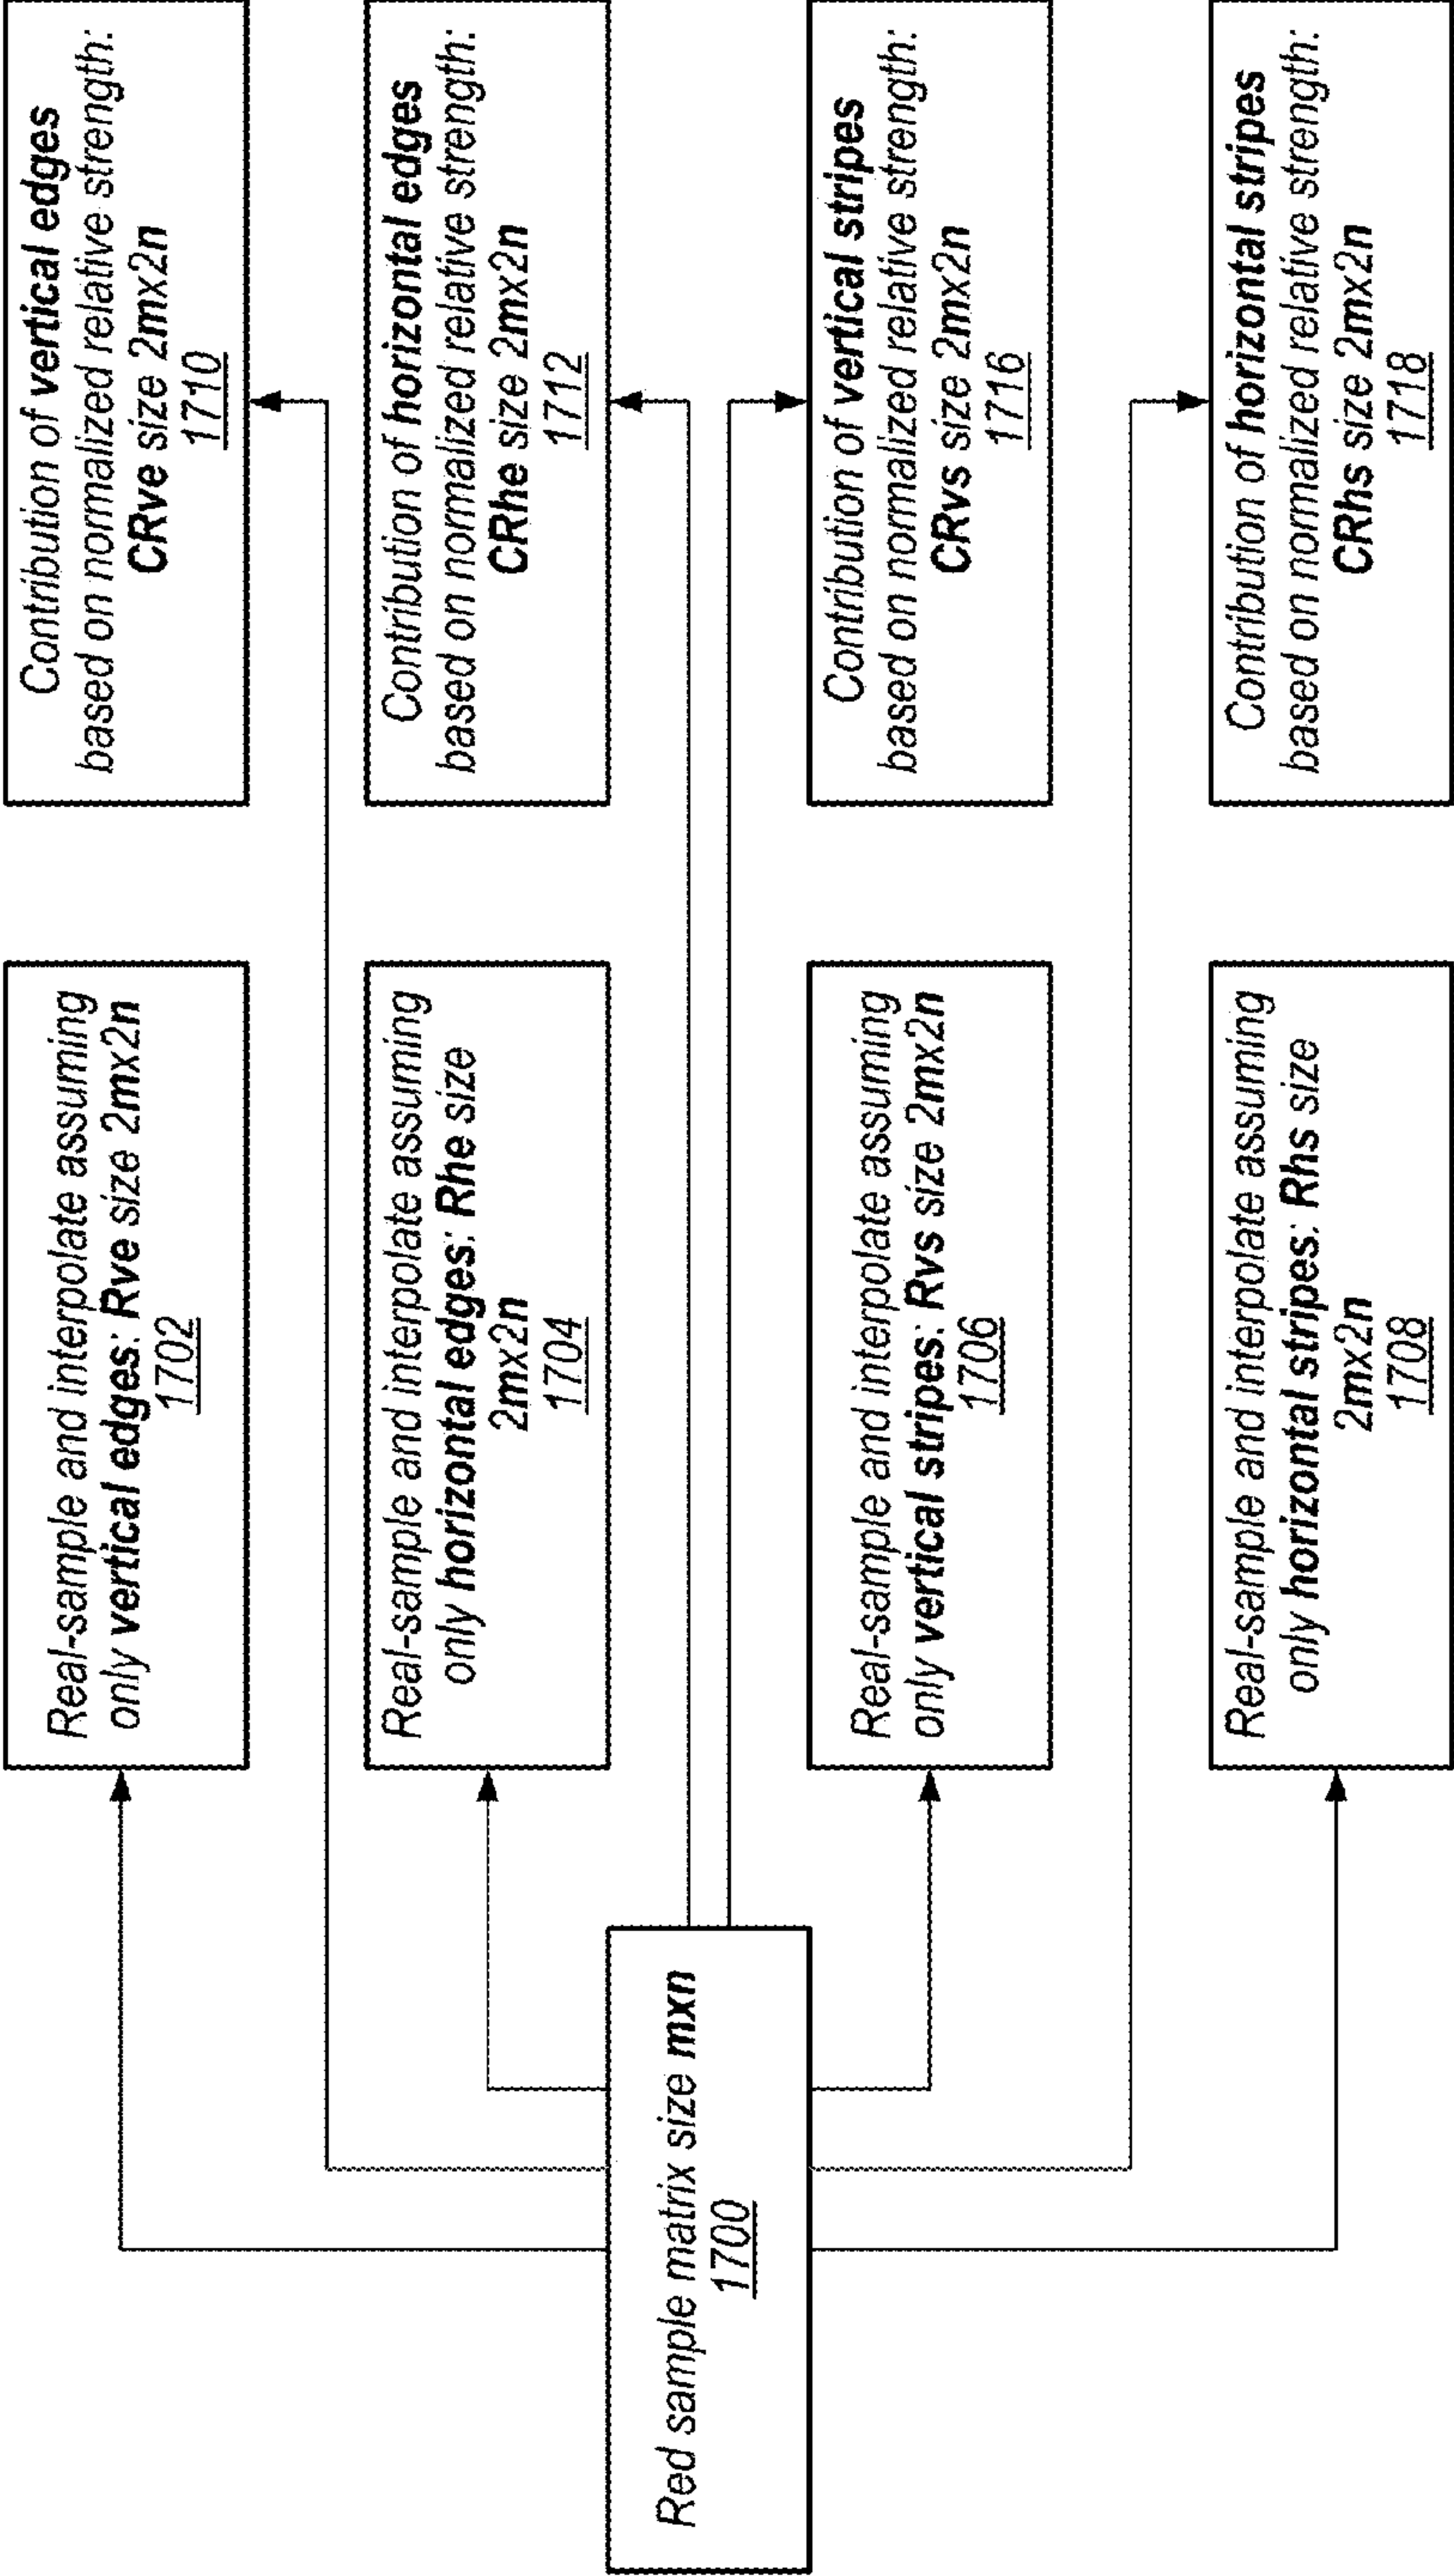 Red sample matrix size mxn
1700
Real-sample and interpolate assuming
only vertical edges: Rve size 2mx2n
1702
Real-sample and interpolate assuming
only horizontal edges: Rhe size
2mx2n
1704
Real-sample and interpolate assuming
only vertical stripes: Rvs size 2mx2n
1706
Real-sample and interpolate assuming
only horizontal stripes: Rhs size
2mx2n
1708
Contribution of vertical edges
based on normalized relative strength:
CRve size 2mx2n
1710
Contribution of horizontal edges
based on normalized relative strength:
CRhe size 2mx2n
1712
Contribution of vertical stripes
based on normalized relative strength:
CRvs size 2mx2n
1716
Contribution of horizontal stripes
based on normalized relative strength:
CRhs size 2mx2n
1718